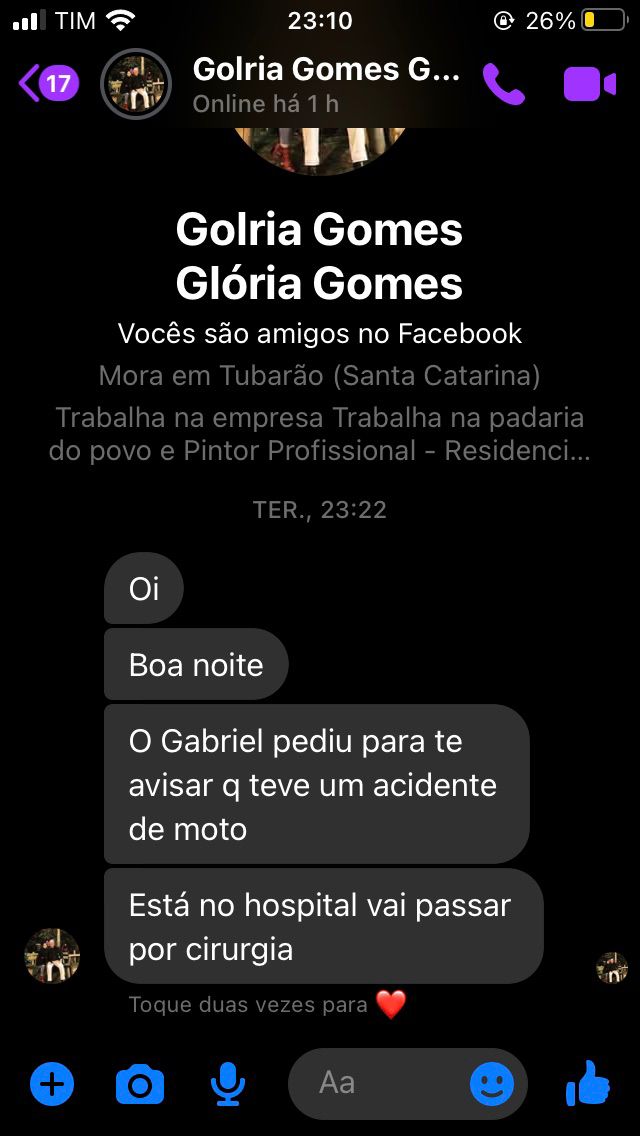 TIM 23:10 26%
17 Golria Gomes G...
Online há 1 h
Golria Gomes
Glória Gomes
Vocês são amigos no Facebook
Mora em Tubarão (Santa Catarina)
Trabalha na empresa Trabalha na padaria
do povo e Pintor Profissional - Residenci...
TER., 23:22
Oi
Boa noite
O Gabriel pediu para te
avisar q teve um acidente
de moto
Está no hospital vai passar
por cirurgia
Toque duas vezes para ❤️
Aa